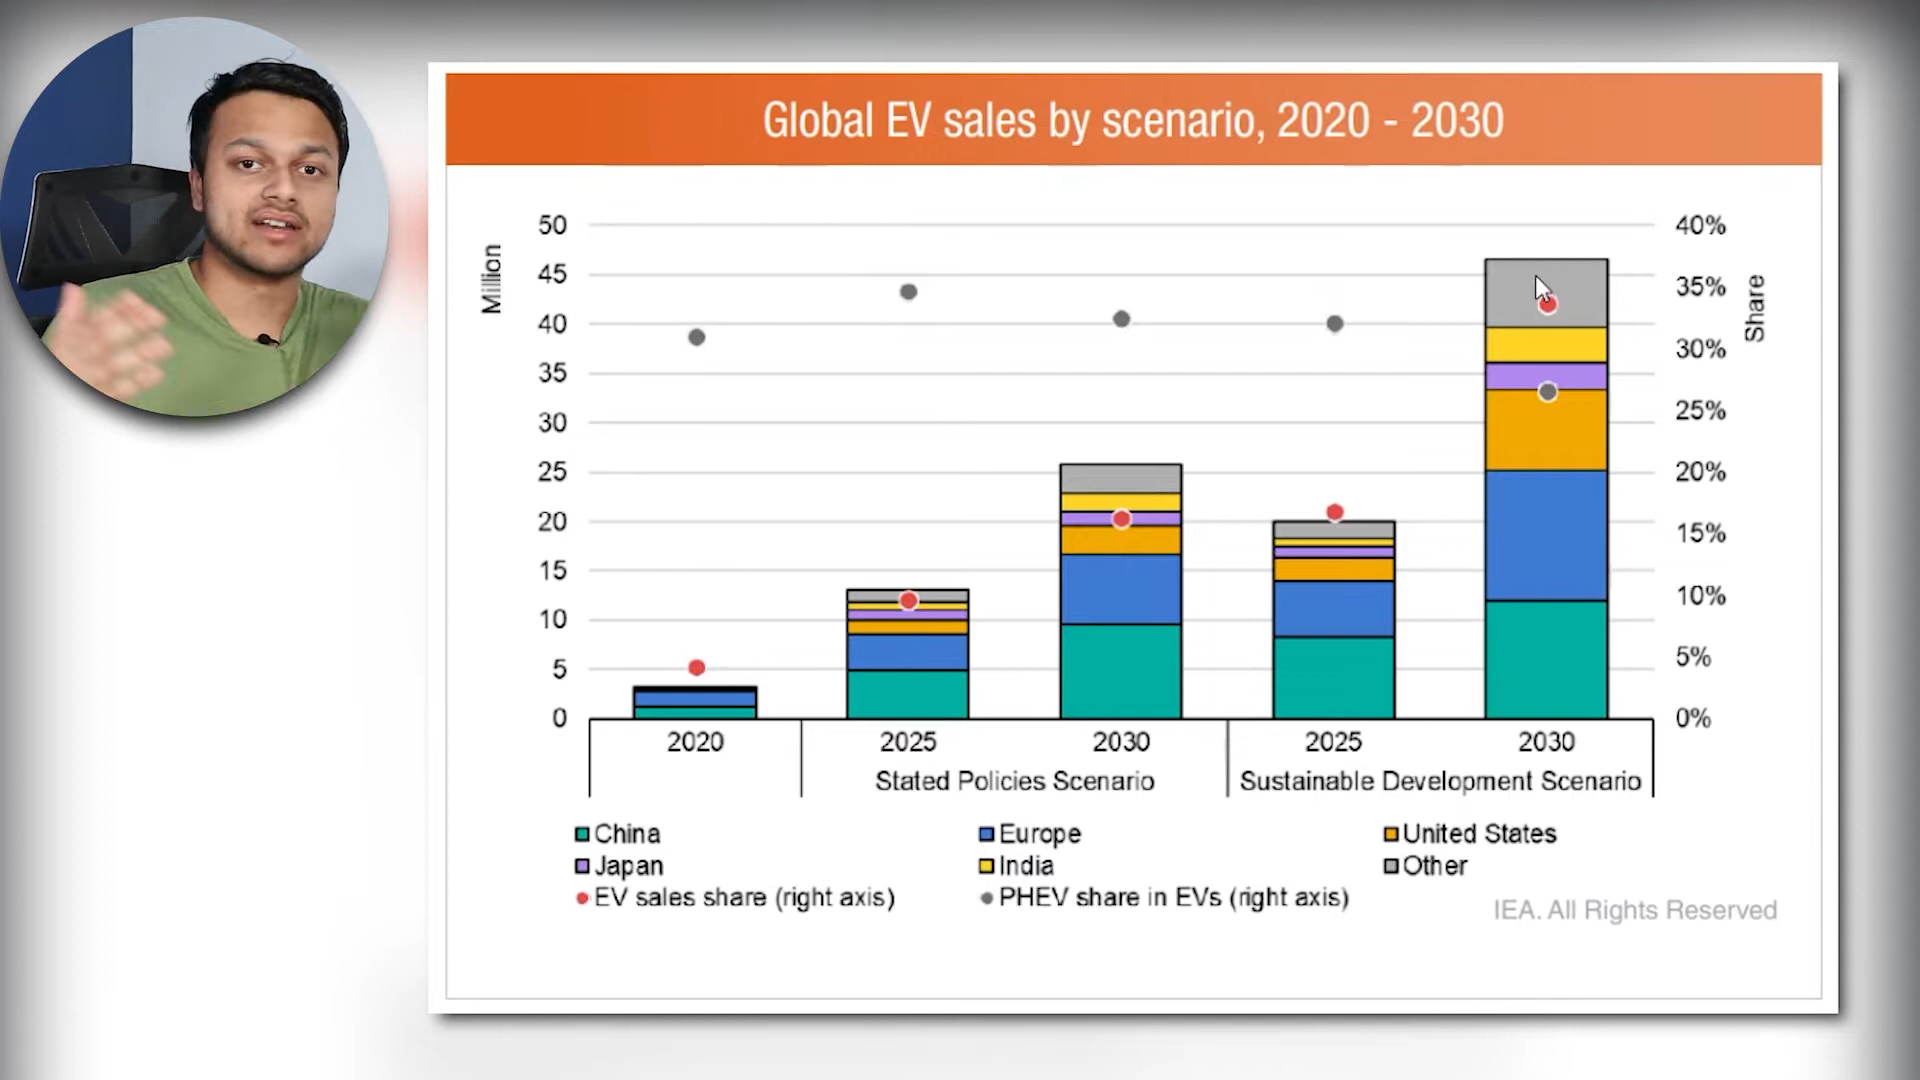 Global EV sales by scenario, 2020 - 2030
Million
50
45
40
35
30
25
20
15
10
5
0
40%
35%
30%
25%
20%
15%
10%
5%
0%
Share
2020
2025
2030
2025
2030
Stated Policies Scenario
Sustainable Development Scenario
China
Europe
United States
Japan
India
Other
EV sales share (right axis)
PHEV share in EVs (right axis)
IEA. All Rights Reserved